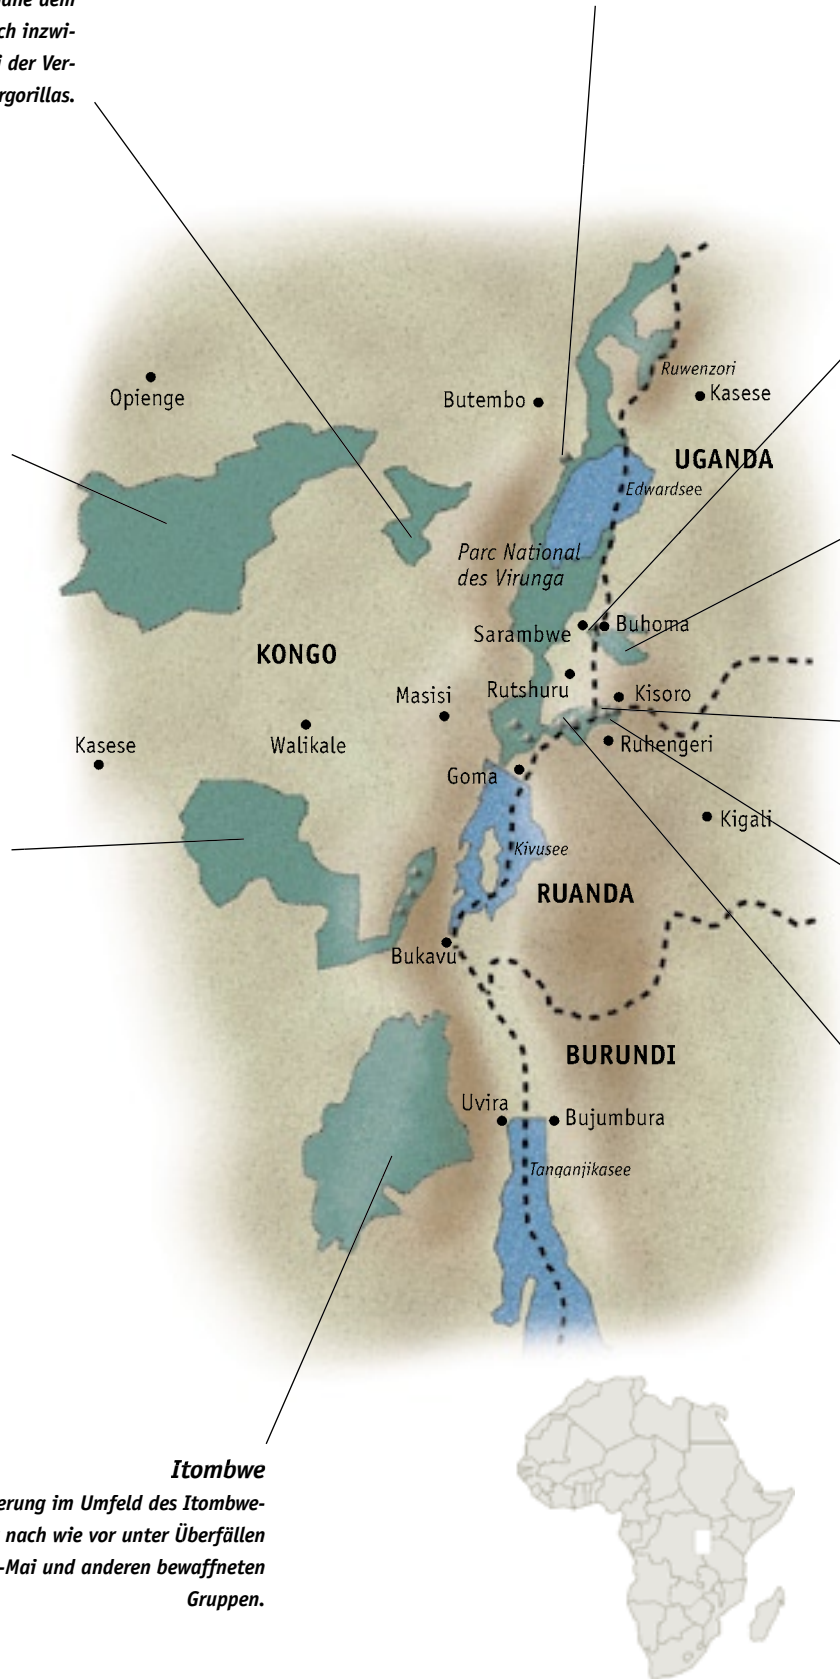 ch inzwi-
i der Ver-
rgorillas.
Ruwenzori
Opienge
Butembo
Kasese
UGANDA
Edwardsee
Parc National
des Virunga
Sarambwe
Buhoma
KONGO
Rutshuru
Kisoro
Masisi
Kasese
Walikale
Ruhengeri
Goma
Kigali
Kivusee
RUANDA
Bukavu
BURUNDI
Uvira
Bujumbura
Tanganjikasee
Itombwe
erung im Umfeld des Itombwe-
nach wie vor unter Überfällen
-Mai und anderen bewaffneten
Gruppen.